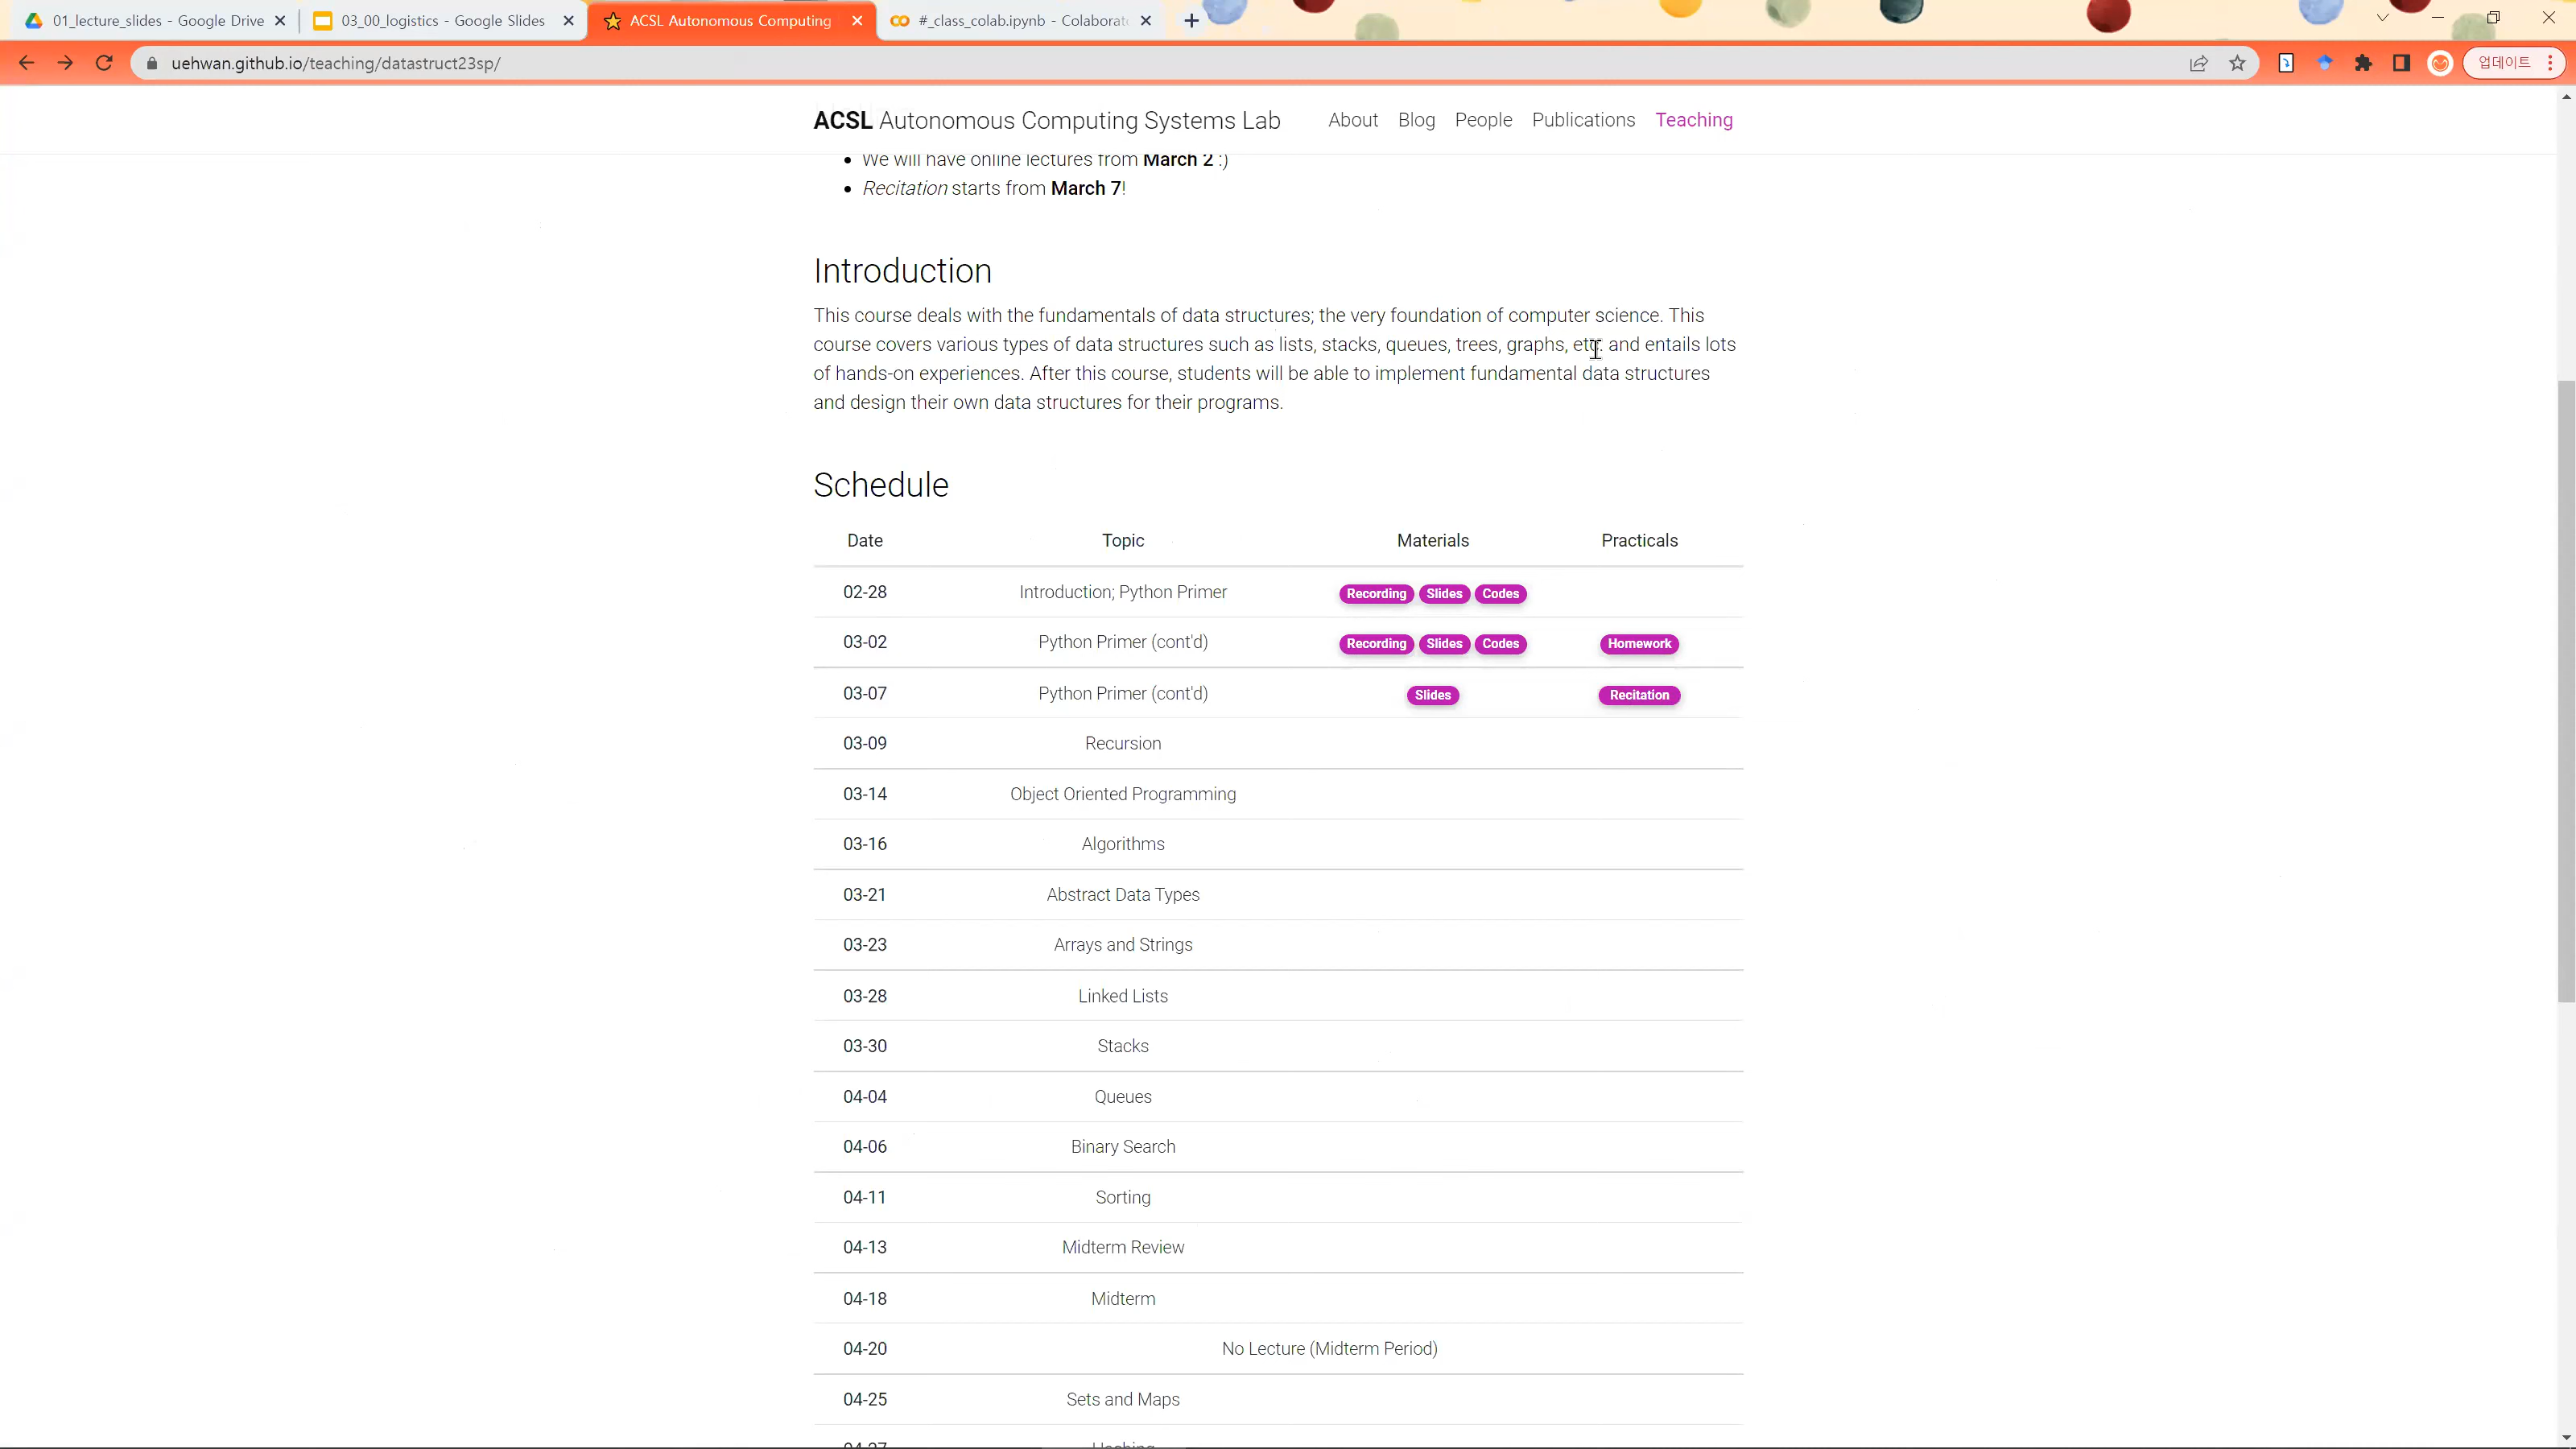 01_lecture_slides - Google Drive
03_00_logistics - Google Slides
ACSL Autonomous Computing
#_class_colab.ipynb - Colaborat
uehwan.github.io/teaching/datastruct23sp/
업데이트
ACSL Autonomous Computing Systems Lab
About Blog People Publications Teaching
We will have online lectures from March 2 :)
Recitation starts from March 7!
Introduction
This course deals with the fundamentals of data structures; the very foundation of computer science. This
course covers various types of data structures such as lists, stacks, queues, trees, graphs, etc. and entails lots
of hands-on experiences. After this course, students will be able to implement fundamental data structures
and design their own data structures for their programs.
Schedule
Date Topic Materials Practicals
02-28 Introduction; Python Primer Recording Slides Codes
03-02 Python Primer (cont'd) Recording Slides Codes Homework
03-07 Python Primer (cont'd) Slides Recitation
03-09 Recursion
03-14 Object Oriented Programming
03-16 Algorithms
03-21 Abstract Data Types
03-23 Arrays and Strings
03-28 Linked Lists
03-30 Stacks
04-04 Queues
04-06 Binary Search
04-11 Sorting
04-13 Midterm Review
04-18 Midterm
04-20 No Lecture (Midterm Period)
04-25 Sets and Maps